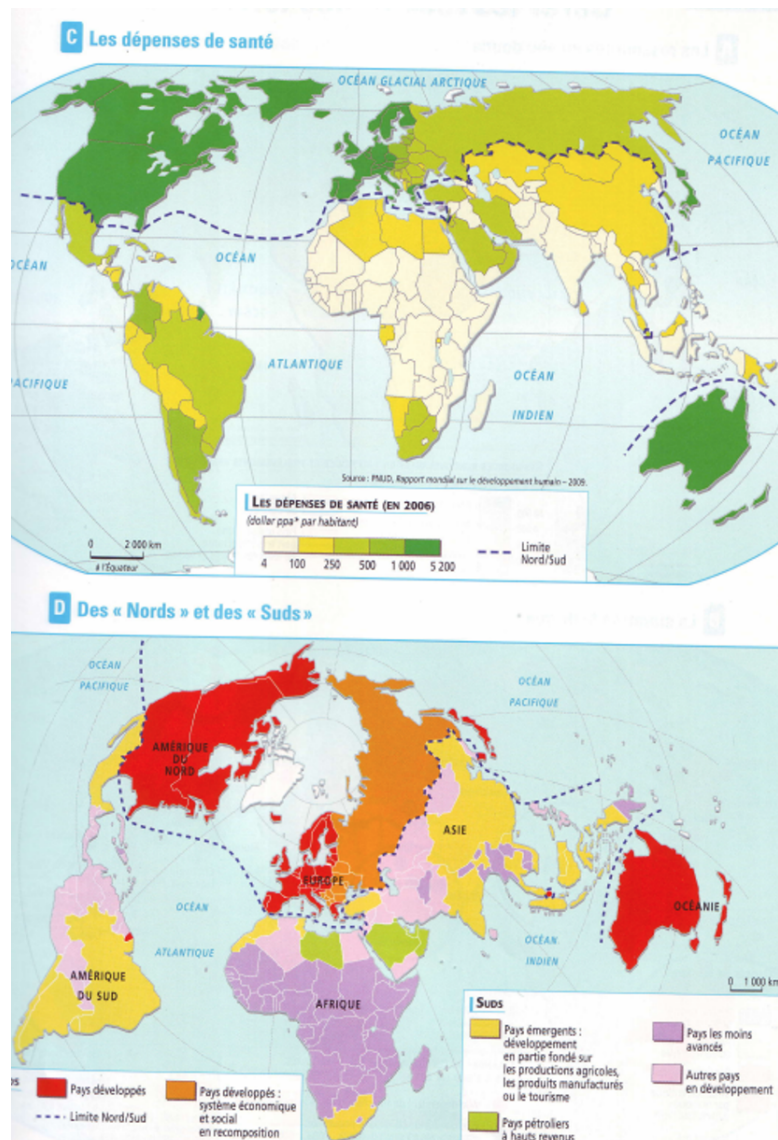 C Les dépenses de santé
OCÉAN GLACIAL ARCTIQUE
OCÉAN
PACIFIQUE
OCÉAN
OCÉAN
ATLANTIQUE
PACIFIQUE
OCÉAN
INDIEN
Source : PNUD, Rapport mondial sur le développement humain – 2009.
LES DÉPENSES DE SANTÉ (EN 2006)
(dollar ppa* par habitant)
4 100 250 500 1 000 5 200
Limite
Nord/Sud
0 2 000 km
à l'Équateur
D Des « Nords » et des « Suds »
OCÉAN
PACIFIQUE
OCÉAN
PACIFIQUE
AMÉRIQUE
DU
NORD
ASIE
EUROPE
OCÉAN
ATLANTIQUE
OCÉANIE
OCÉAN
INDIEN
AMÉRIQUE
DU SUD
AFRIQUE
0 1 000 km
SUDS
Pays émergents :
développement
en partie fondé sur
les productions agricoles,
les produits manufacturés
ou le tourisme
Pays pétroliers
à hauts revenus
Pays les moins
avancés
Autres pays
en développement
Pays développés
Limite Nord/Sud
Pays développés :
système économique
et social
en recomposition